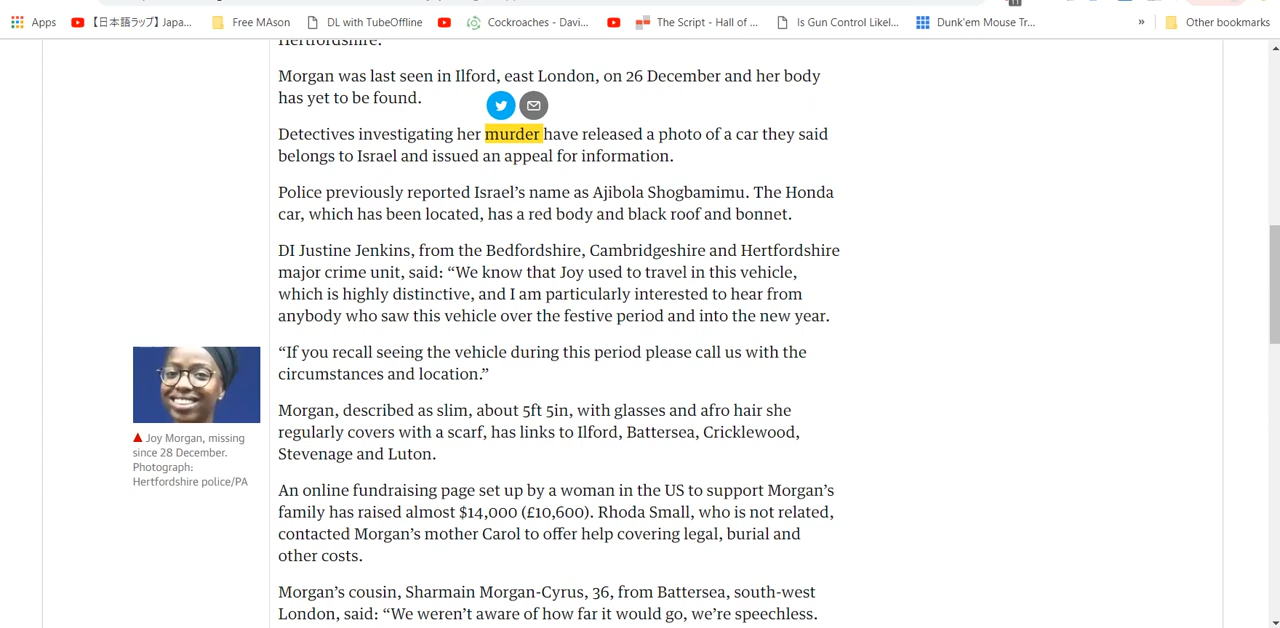 Apps
【日本語ラップ】Japa...
Free MAson
DL with TubeOffline
Cockroaches - Davi...
The Script - Hall of ...
Is Gun Control Likel...
Dunk'em Mouse Tr...
»
Other bookmarks
Hertfordshire.
Morgan was last seen in Ilford, east London, on 26 December and her body
has yet to be found.
Detectives investigating her murder have released a photo of a car they said
belongs to Israel and issued an appeal for information.
Police previously reported Israel’s name as Ajibola Shogbamimu. The Honda
car, which has been located, has a red body and black roof and bonnet.
DI Justine Jenkins, from the Bedfordshire, Cambridgeshire and Hertfordshire
major crime unit, said: “We know that Joy used to travel in this vehicle,
which is highly distinctive, and I am particularly interested to hear from
anybody who saw this vehicle over the festive period and into the new year.
“If you recall seeing the vehicle during this period please call us with the
circumstances and location.”
Joy Morgan, missing
since 28 December.
Photograph:
Hertfordshire police/PA
Morgan, described as slim, about 5ft 5in, with glasses and afro hair she
regularly covers with a scarf, has links to Ilford, Battersea, Cricklewood,
Stevenage and Luton.
An online fundraising page set up by a woman in the US to support Morgan’s
family has raised almost $14,000 (£10,600). Rhoda Small, who is not related,
contacted Morgan’s mother Carol to offer help covering legal, burial and
other costs.
Morgan’s cousin, Sharmain Morgan-Cyrus, 36, from Battersea, south-west
London, said: “We weren’t aware of how far it would go, we’re speechless.